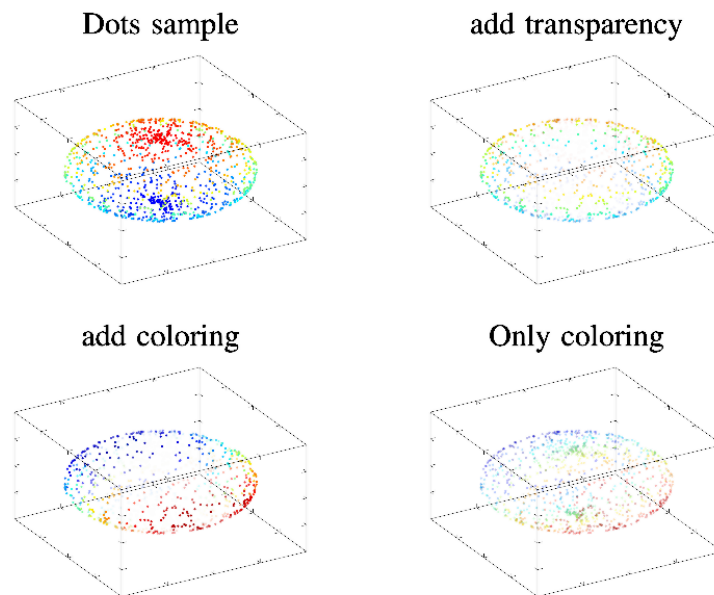 Dots sample
add transparency
add coloring
Only coloring